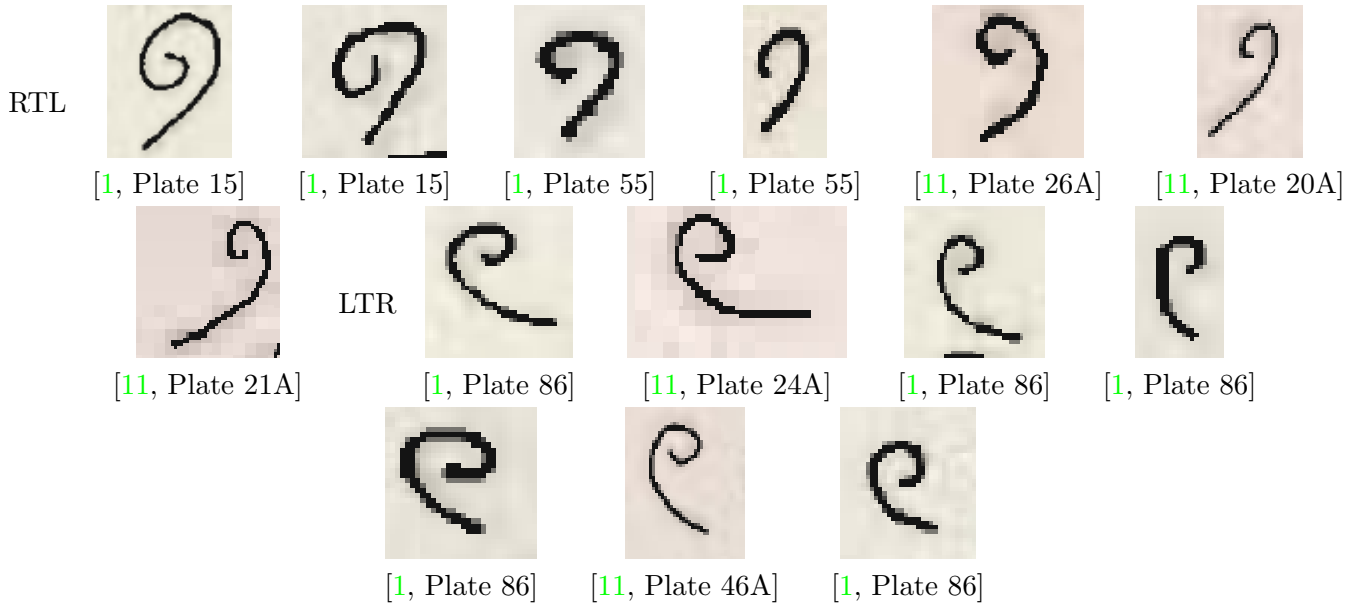 RTL
[1, Plate 15] [1, Plate 15] [1, Plate 55] [1, Plate 55] [11, Plate 26A] [11, Plate 20A]
LTR
[11, Plate 21A] [1, Plate 86] [11, Plate 24A] [1, Plate 86] [1, Plate 86]
[1, Plate 86] [11, Plate 46A] [1, Plate 86]